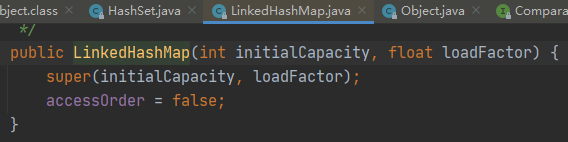 bject.class × HashSet.java × LinkedHashMap.java × Object.java × Compara
*/
public LinkedHashMap(int initialCapacity, float loadFactor) {
super(initialCapacity, loadFactor);
accessOrder = false;
}